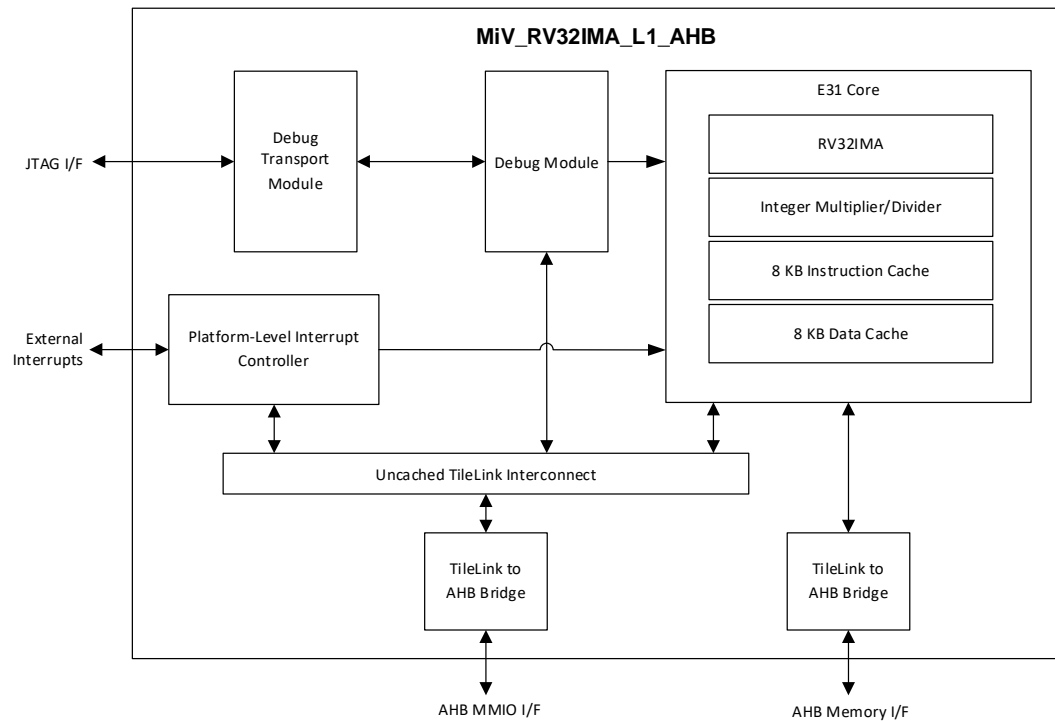 MiV_RV32IMA_L1_AHB
E31 Core
RV32IMA
Integer Multiplier/Divider
8 KB Instruction Cache
8 KB Data Cache
JTAG I/F
Debug
Transport
Module
Debug Module
External
Interrupts
Platform-Level Interrupt
Controller
Uncached TileLink Interconnect
TileLink to
AHB Bridge
TileLink to
AHB Bridge
AHB MMIO I/F
AHB Memory I/F